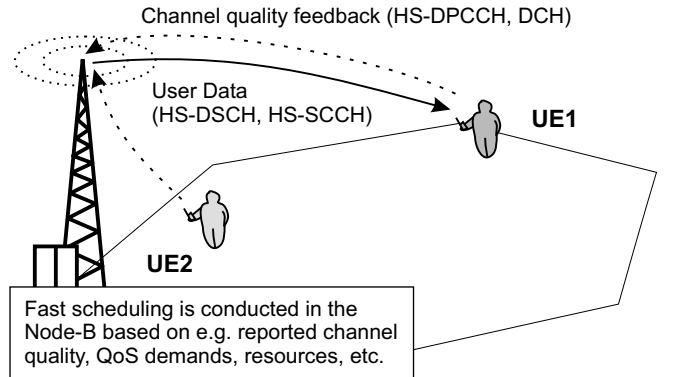 Channel quality feedback (HS-DPCCH, DCH)
User Data
(HS-DSCH, HS-SCCH)
UE1
UE2
Fast scheduling is conducted in the
Node-B based on e.g. reported channel
quality, QoS demands, resources, etc.